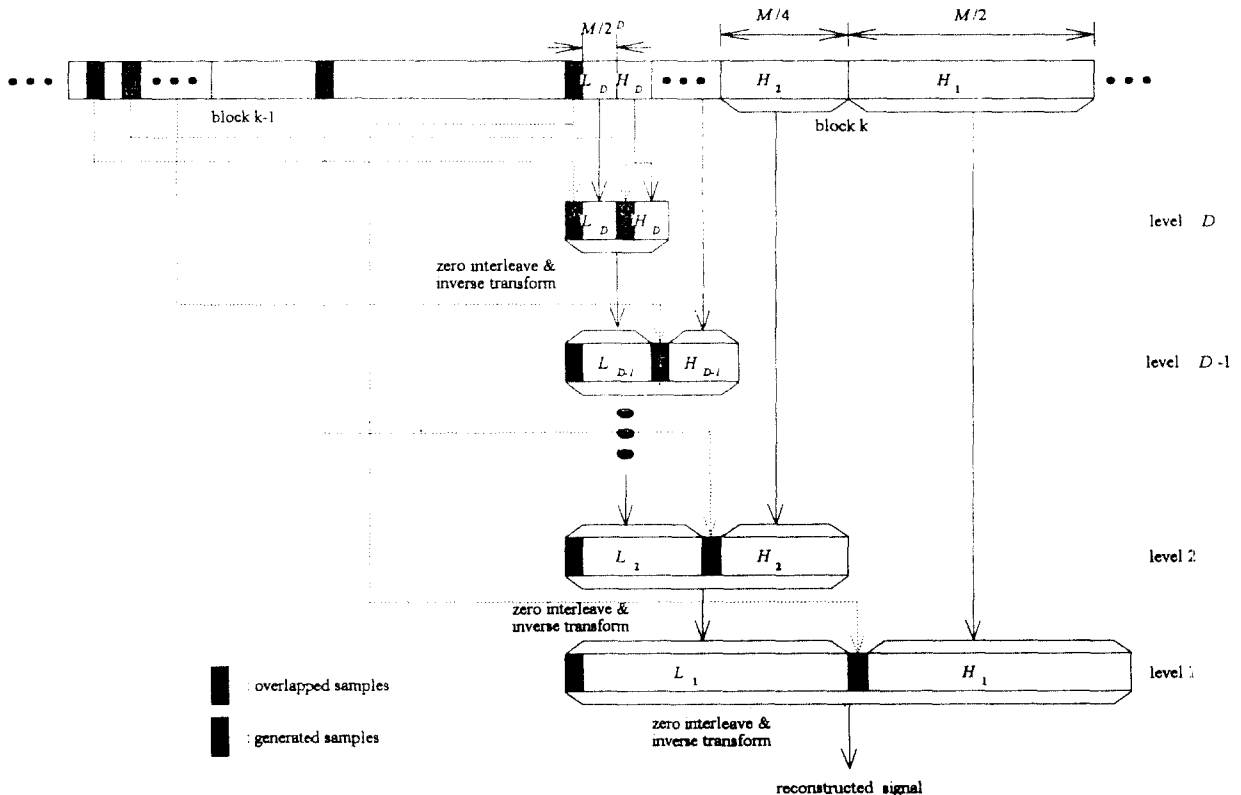 M/2^D
M/4
M/2
L_D
H_D
H_2
H_1
block k-1
block k
L_D
H_D
level D
zero interleave &
inverse transform
L_{D-1}
H_{D-1}
level D-1
L_2
H_2
level 2
zero interleave &
inverse transform
L_1
H_1
level 1
: overlapped samples
: generated samples
zero interleave &
inverse transform
reconstructed signal